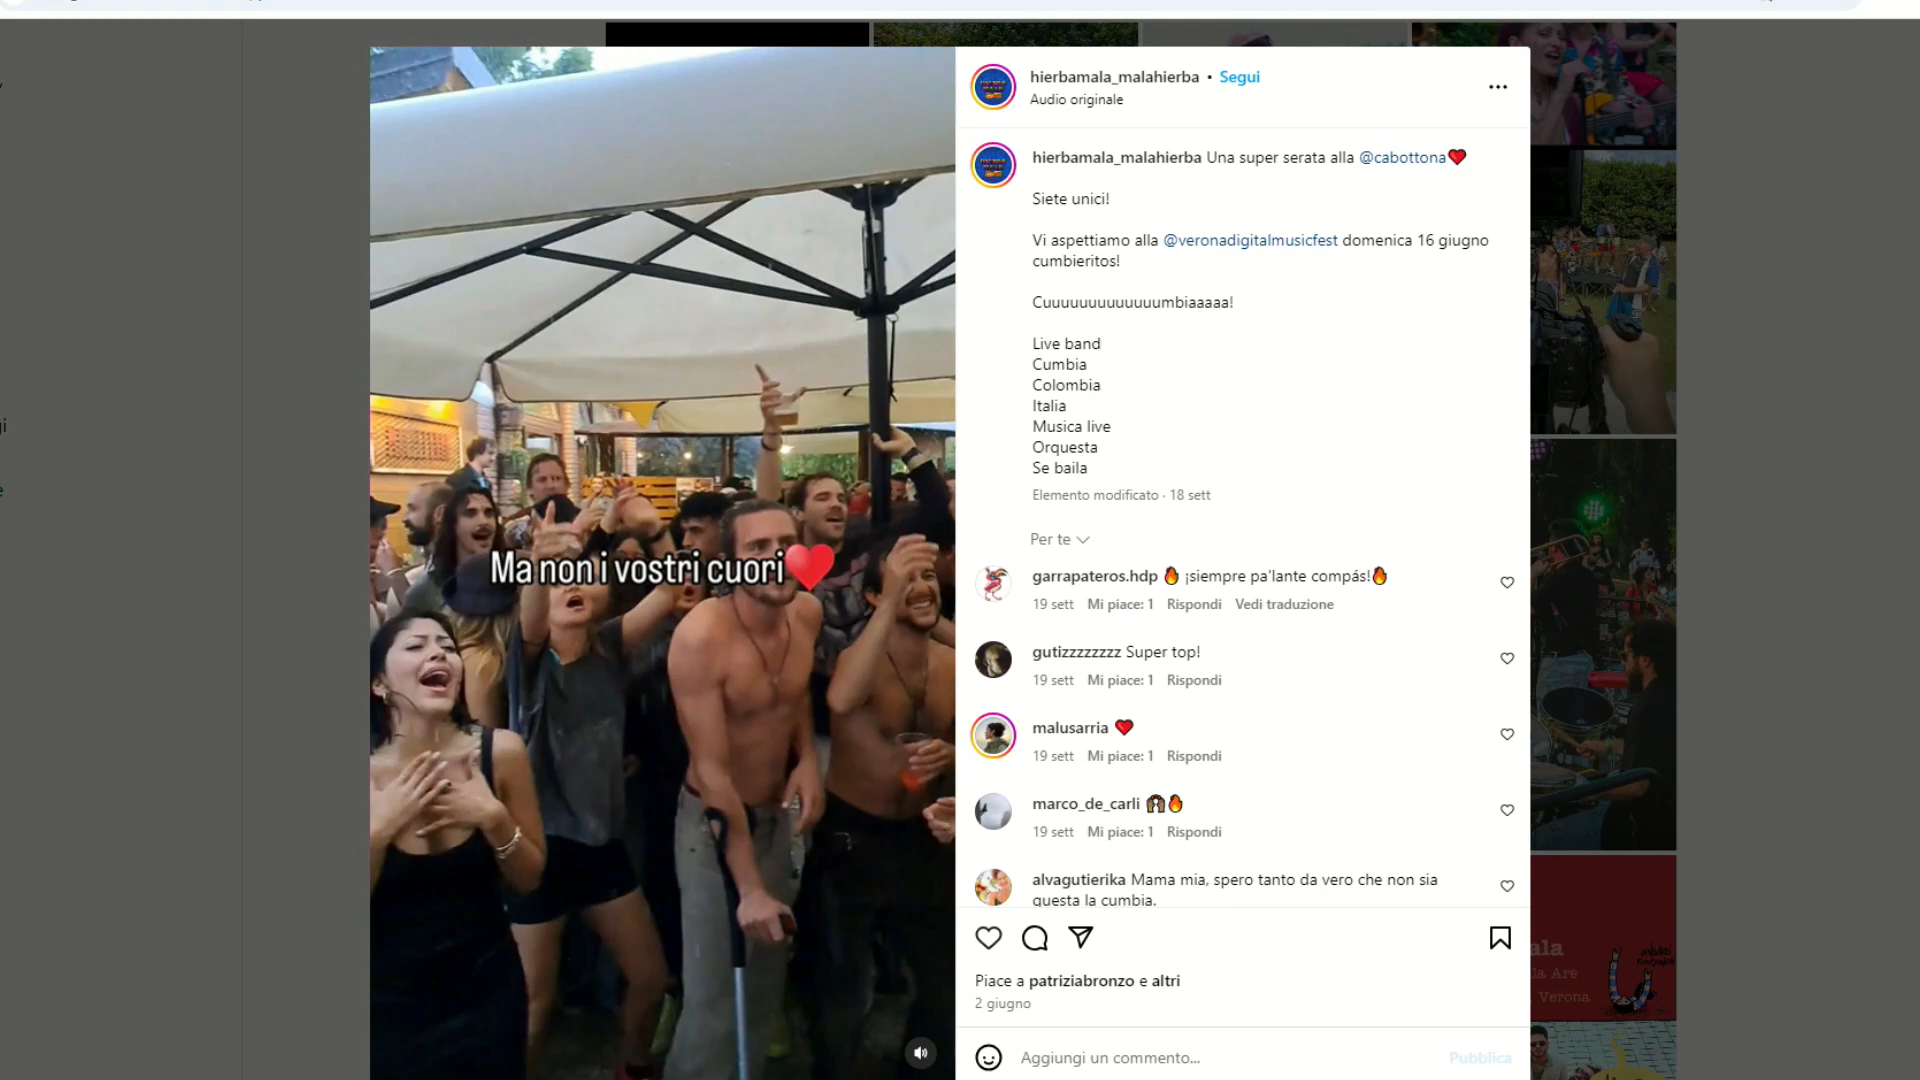 hierbamala_malahierba • Segui
Audio originale
hierbamala_malahierba Una super serata alla @cabottona❤️
Siete unici!
Vi aspettiamo alla @veronadigitalmusicfest domenica 16 giugno
cumbieritos!
Cuuuuuuuuuuuuumbiaaaaa!
Live band
Cumbia
Colombia
Italia
Musica live
Orquesta
Se baila
Elemento modificato · 18 sett
Per te
garrapateros.hdp 🔥 ¡siempre pa'lante compás!🔥
19 sett Mi piace: 1 Rispondi Vedi traduzione
gutizzzzzzzz Super top!
19 sett Mi piace: 1 Rispondi
malusarria ❤️
19 sett Mi piace: 1 Rispondi
marco_de_carli 🙌🏿🔥
19 sett Mi piace: 1 Rispondi
alvagutierika Mama mia, spero tanto da vero che non sia
questa la cumbia.
Piace a patriziabronzo e altri
2 giugno
Aggiungi un commento...
Pubblica
Ma non i vostri cuori❤️
ala
la Are
Verona